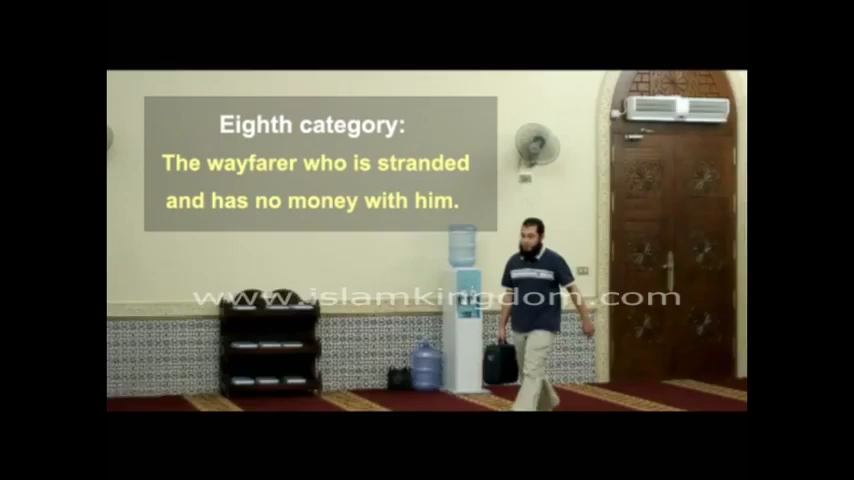 Eighth category:
The wayfarer who is stranded
and has no money with him.
www.islamkingdom.com